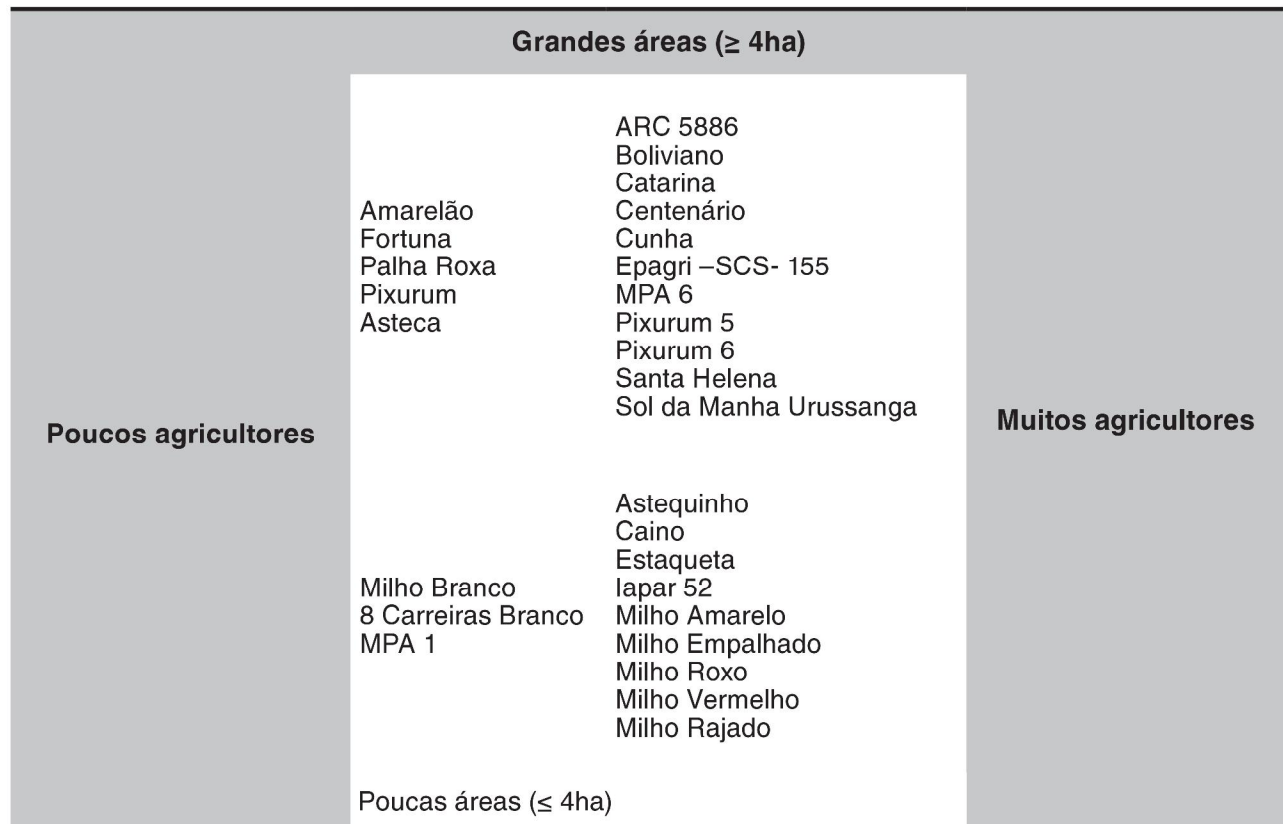 Grandes áreas (≥ 4ha)
ARC 5886
Boliviano
Catarina
Amarelão Centenário
Fortuna Cunha
Palha Roxa Epagri –SCS- 155
Pixurum MPA 6
Asteca Pixurum 5
Pixurum 6
Santa Helena
Sol da Manha Urussanga
Poucos agricultores Muitos agricultores
Astequinho
Caino
Estaqueta
Milho Branco Iapar 52
8 Carreiras Branco Milho Amarelo
MPA 1 Milho Empalhado
Milho Roxo
Milho Vermelho
Milho Rajado
Poucas áreas (≤ 4ha)